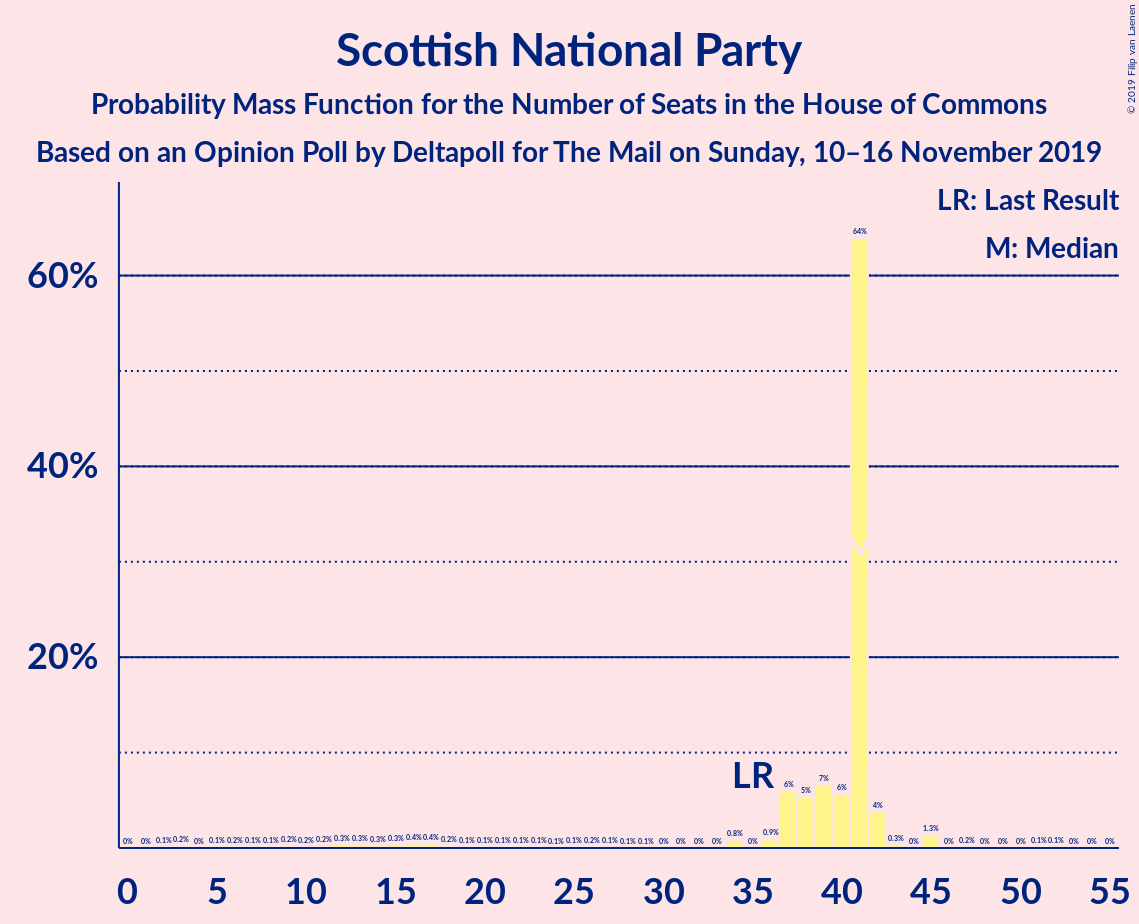 Scottish National Party
Probability Mass Function for the Number of Seats in the House of Commons
Based on an Opinion Poll by Deltapoll for The Mail on Sunday, 10–16 November 2019
© 2019 Filip van Laenen
LR: Last Result
M: Median
60%
40%
20%
LR
0% 0% 0.1% 0.2% 0% 0.1% 0.2% 0.1% 0.1% 0.2% 0.2% 0.2% 0.3% 0.3% 0.3% 0.3% 0.4% 0.4% 0.2% 0.1% 0.1% 0.1% 0.1% 0.1% 0.1% 0.1% 0.2% 0.1% 0.1% 0.1% 0% 0% 0% 0% 0.8% 0% 0.9% 6% 5% 7% 6% 64% 4% 0.3% 0% 1.3% 0% 0.2% 0% 0% 0% 0.1% 0.1% 0% 0% 0%
0 5 10 15 20 25 30 35 40 45 50 55